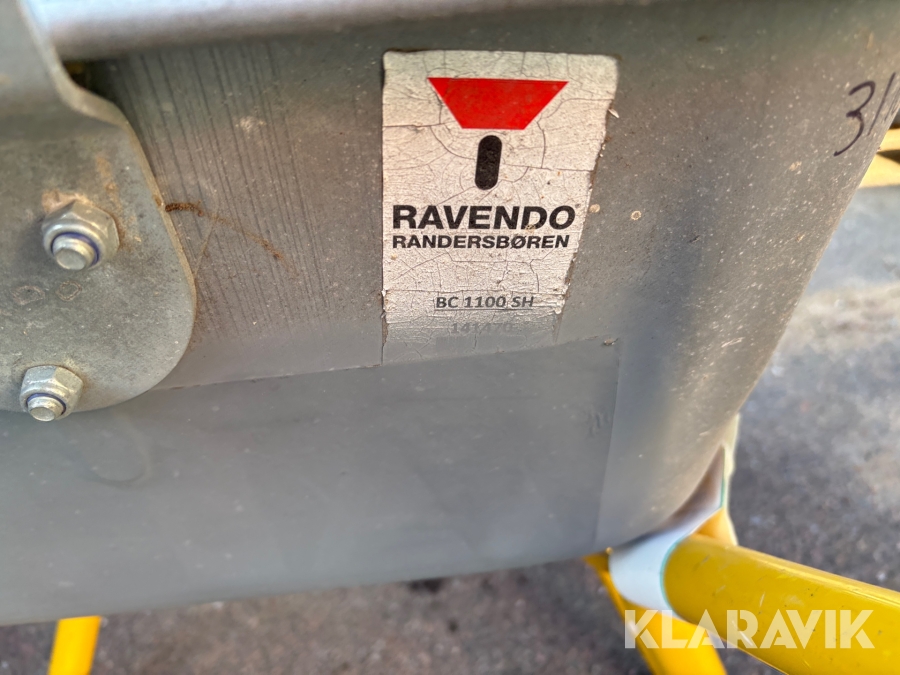 RAVENDO
RANDERSBØREN
BC 1100 SH
KLARAVIK